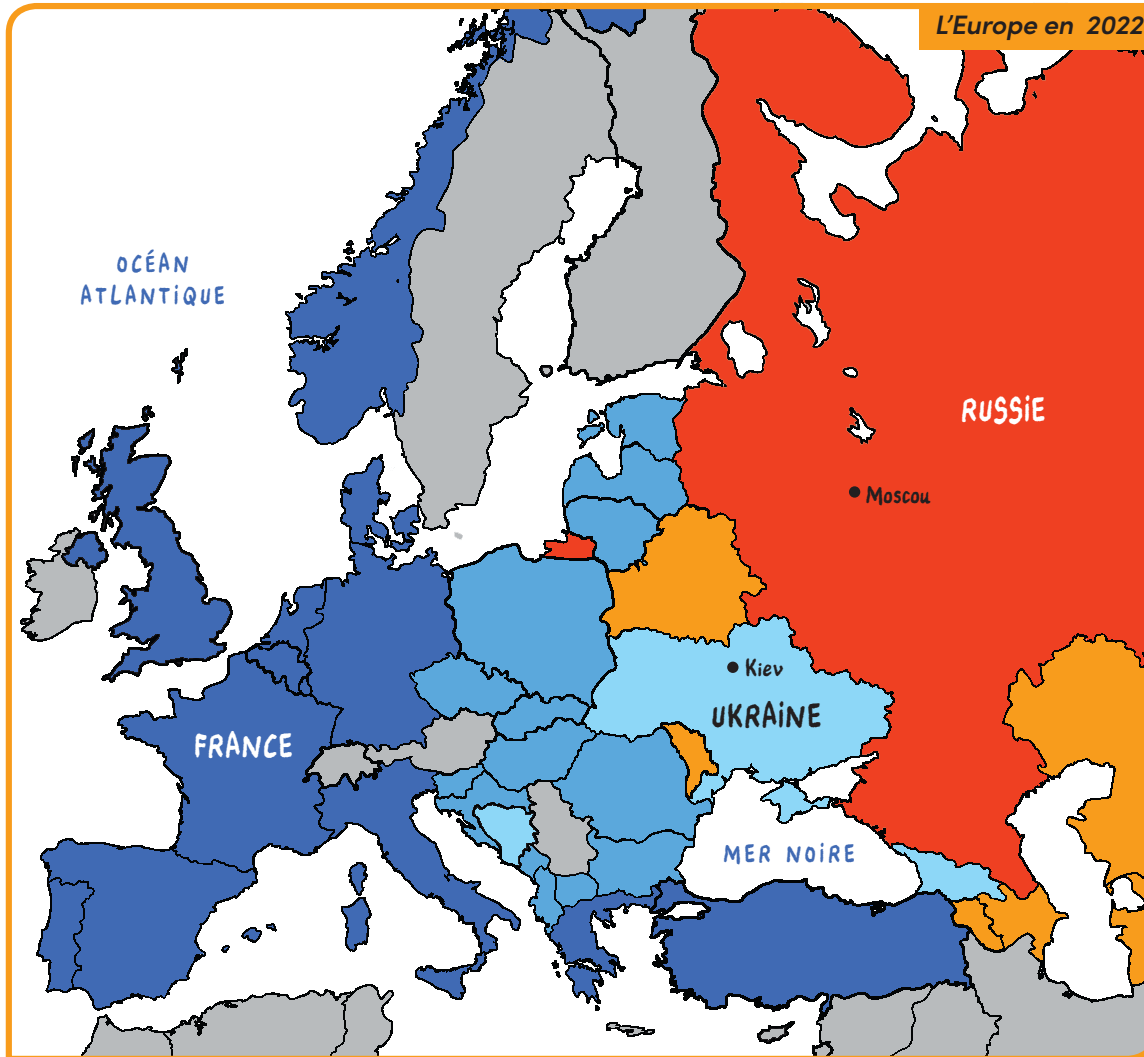 L'Europe en 2022
OCÉAN
ATLANTIQUE
RUSSIE
Moscou
Kiev
UKRAINE
FRANCE
MER NOIRE